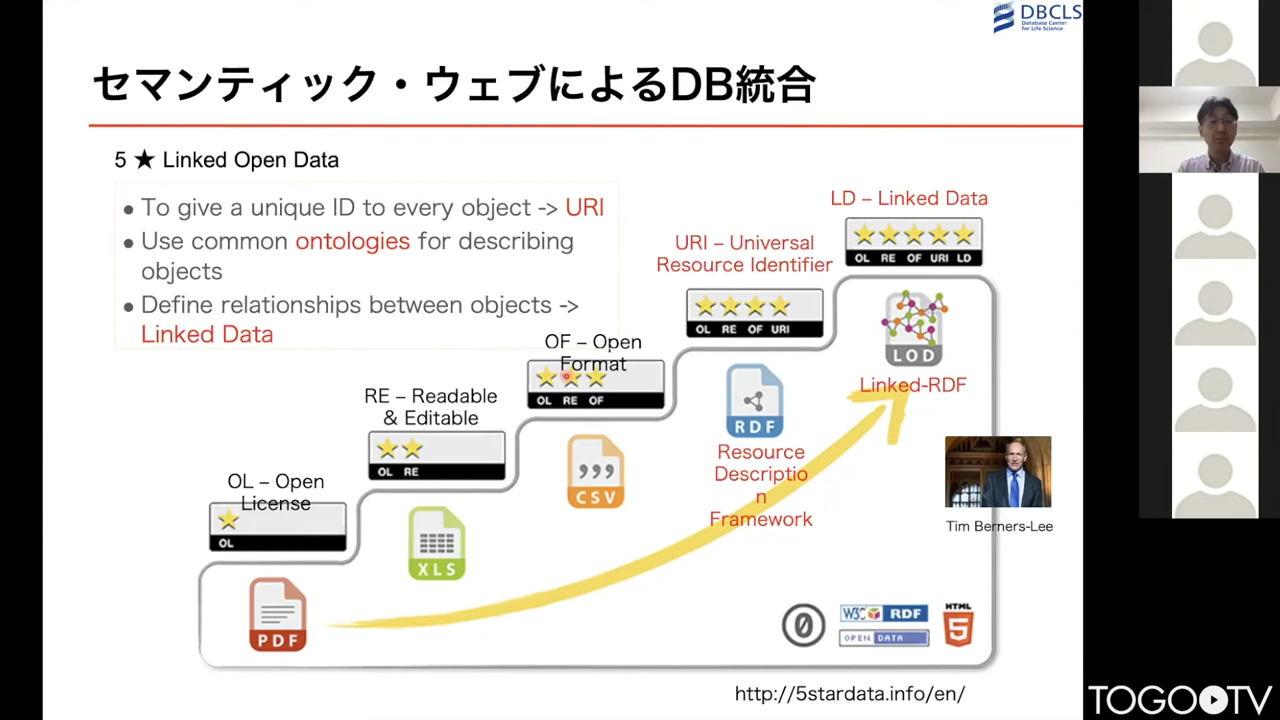 DBCLS
Database Center
for Life Science
セマンティック・ウェブによるDB統合
5 ★ Linked Open Data
• To give a unique ID to every object -> URI
• Use common ontologies for describing
objects
• Define relationships between objects ->
Linked Data
LD – Linked Data
OL RE OF URI LD
URI – Universal
Resource Identifier
OL RE OF URI
OF – Open
Format
OL RE OF
RE – Readable
& Editable
OL RE
OL – Open
License
OL
PDF
XLS
CSV
RDF
Resource
Descriptio
n
Framework
LOD
Linked-RDF
Tim Berners-Lee
0
W3C RDF
OPEN DATA
HTML
5
http://5stardata.info/en/
TOGOTV